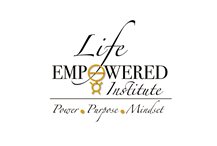 Life
EMPOWERED
Institute
Power • Purpose • Mindset